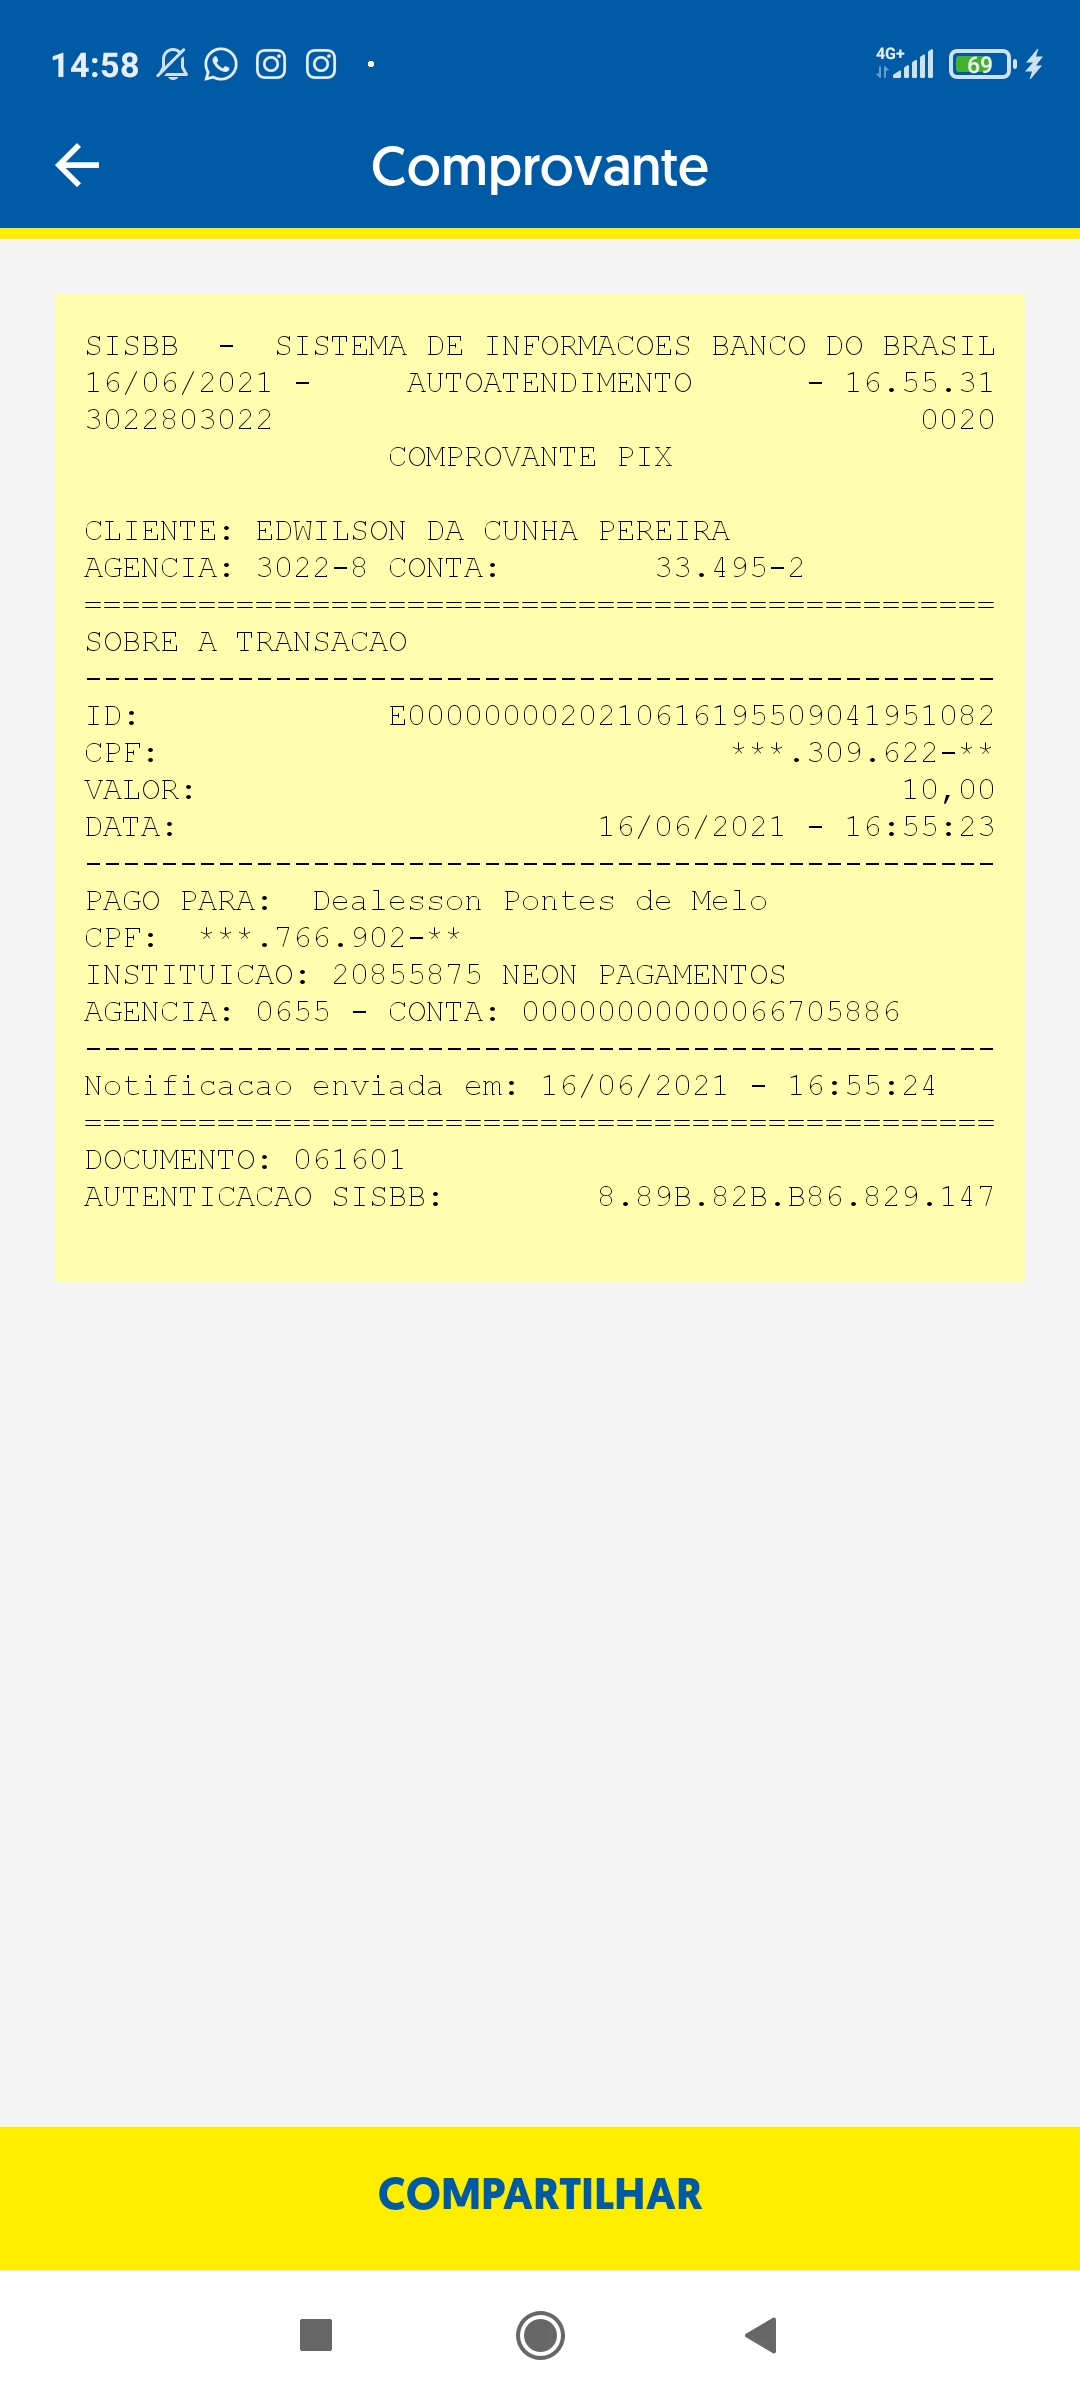 14:58
4G+
69
Comprovante
SISBB - SISTEMA DE INFORMACOES BANCO DO BRASIL
16/06/2021 - AUTOATENDIMENTO - 16.55.31
3022803022 0020
COMPROVANTE PIX
CLIENTE: EDWILSON DA CUNHA PEREIRA
AGENCIA: 3022-8 CONTA: 33.495-2
================================================
SOBRE A TRANSACAO
------------------------------------------------
ID: E0000000020210616195509041951082
CPF: ***.309.622-**
VALOR: 10,00
DATA: 16/06/2021 - 16:55:23
------------------------------------------------
PAGO PARA: Dealesson Pontes de Melo
CPF: ***.766.902-**
INSTITUICAO: 20855875 NEON PAGAMENTOS
AGENCIA: 0655 - CONTA: 00000000000066705886
------------------------------------------------
Notificacao enviada em: 16/06/2021 - 16:55:24
================================================
DOCUMENTO: 061601
AUTENTICACAO SISBB: 8.89B.82B.B86.829.147
COMPARTILHAR